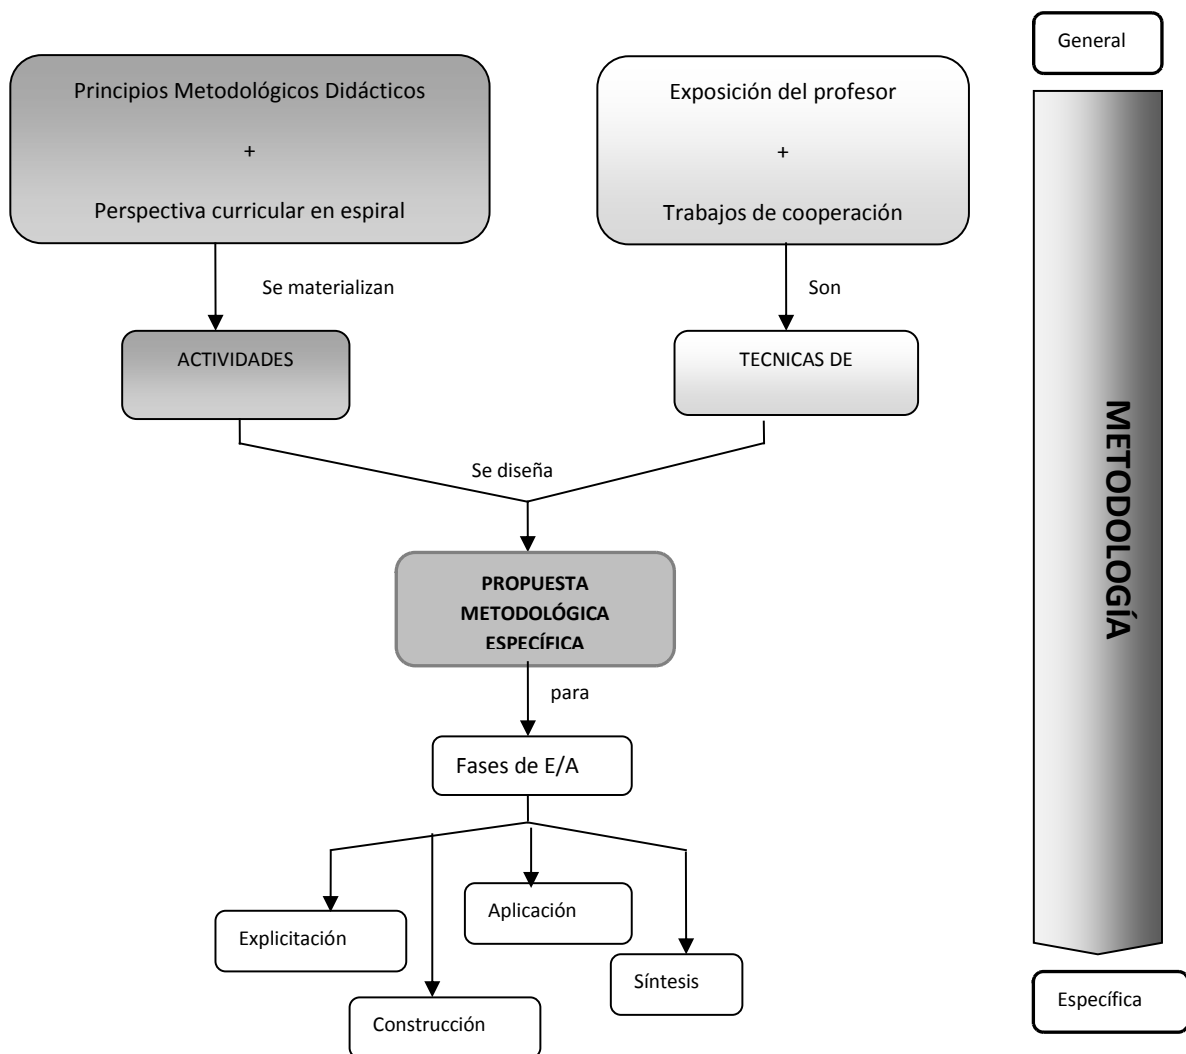 General
Principios Metodológicos Didácticos
+
Perspectiva curricular en espiral
Exposición del profesor
+
Trabajos de cooperación
Se materializan
Son
ACTIVIDADES
TECNICAS DE
METODOLOGÍA
Se diseña
PROPUESTA
METODOLÓGICA
ESPECÍFICA
para
Fases de E/A
Explicitación
Aplicación
Síntesis
Construcción
Específica